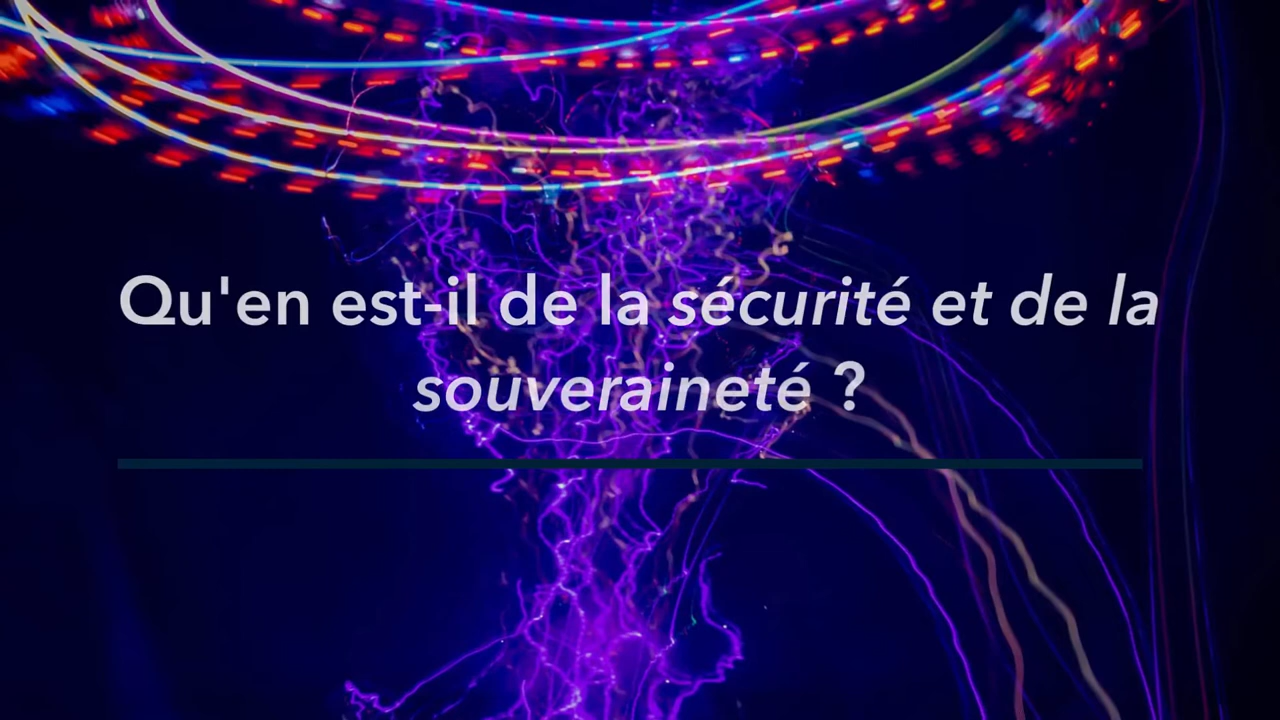 Qu'en est-il de la sécurité et de la
souveraineté ?